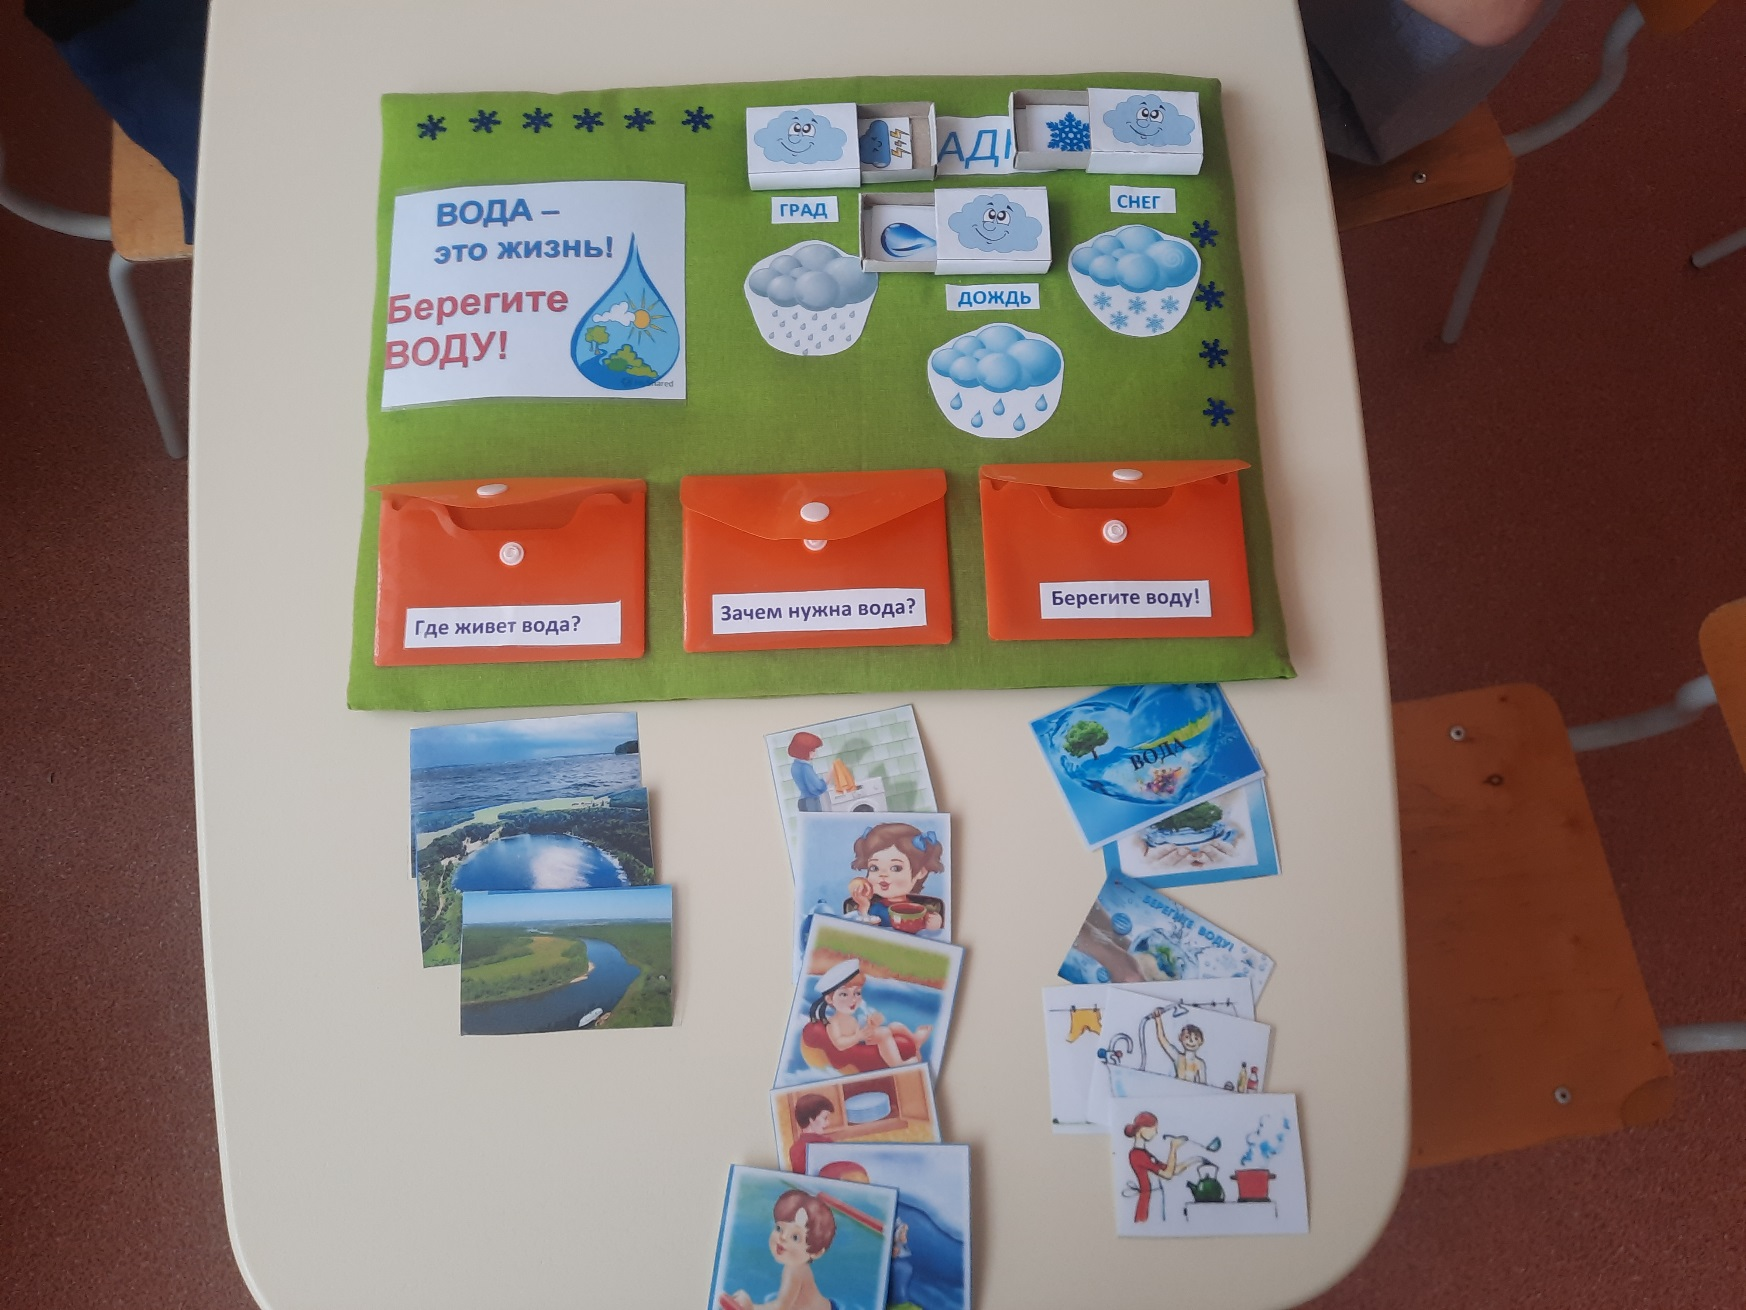 ВОДА –
это жизнь!
Берегите
ВОДУ!
ГРАД
СНЕГ
ДОЖДЬ
Где живет вода?
Зачем нужна вода?
Берегите воду!
ВОДА
БЕРЕГИТЕ ВОДУ!